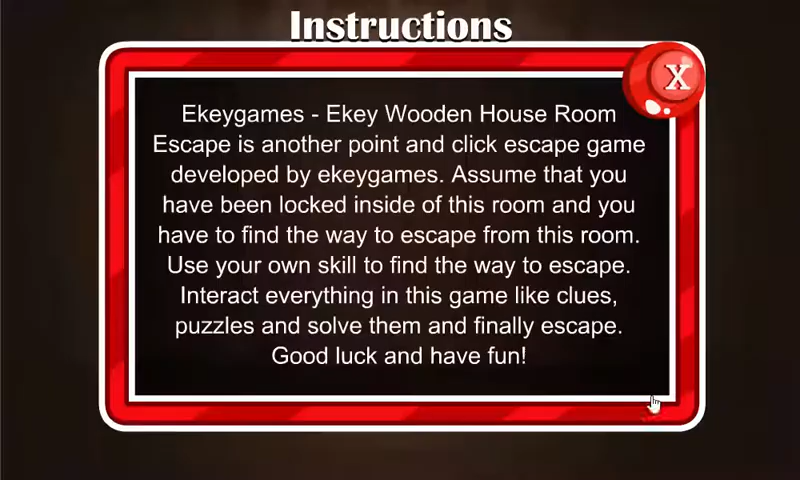 Instructions
X
Ekeygames - Ekey Wooden House Room
Escape is another point and click escape game
developed by ekeygames. Assume that you
have been locked inside of this room and you
have to find the way to escape from this room.
Use your own skill to find the way to escape.
Interact everything in this game like clues,
puzzles and solve them and finally escape.
Good luck and have fun!